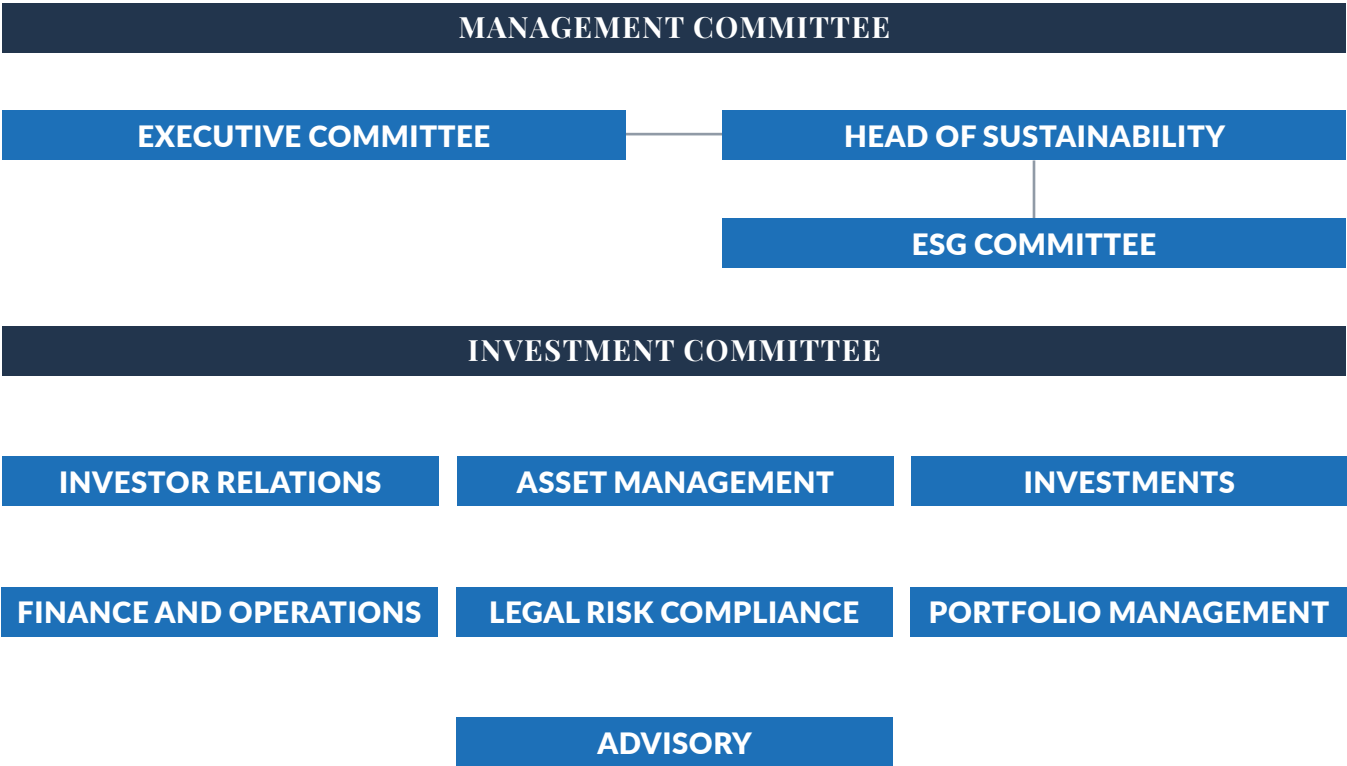 MANAGEMENT COMMITTEE
EXECUTIVE COMMITTEE
HEAD OF SUSTAINABILITY
ESG COMMITTEE
INVESTMENT COMMITTEE
INVESTOR RELATIONS
ASSET MANAGEMENT
INVESTMENTS
FINANCE AND OPERATIONS
LEGAL RISK COMPLIANCE
PORTFOLIO MANAGEMENT
ADVISORY